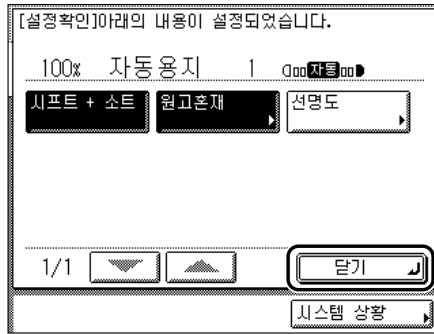 [설정확인]아래의 내용이 설정되었습니다.
100% 자동용지 1 자동
시프트 + 소트 원고혼재 선명도
1/1 닫기
시스템 상황